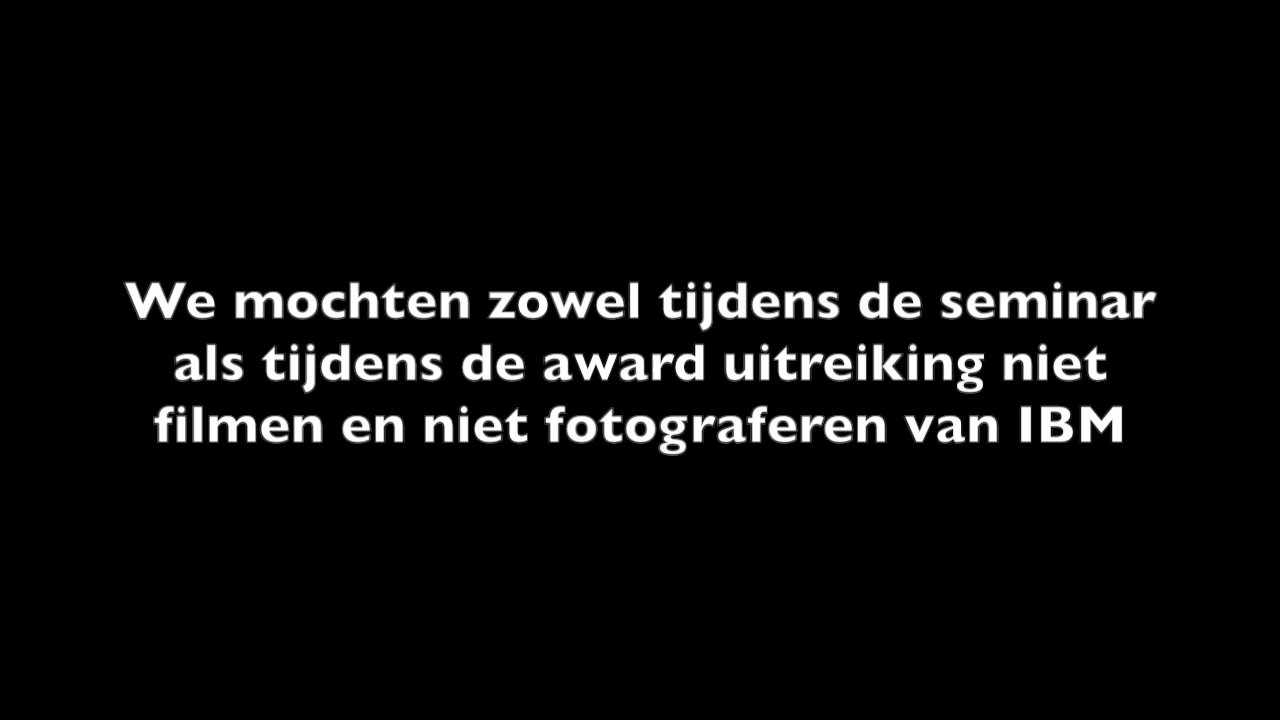 We mochten zowel tijdens de seminar
als tijdens de award uitreiking niet
filmen en niet fotograferen van IBM